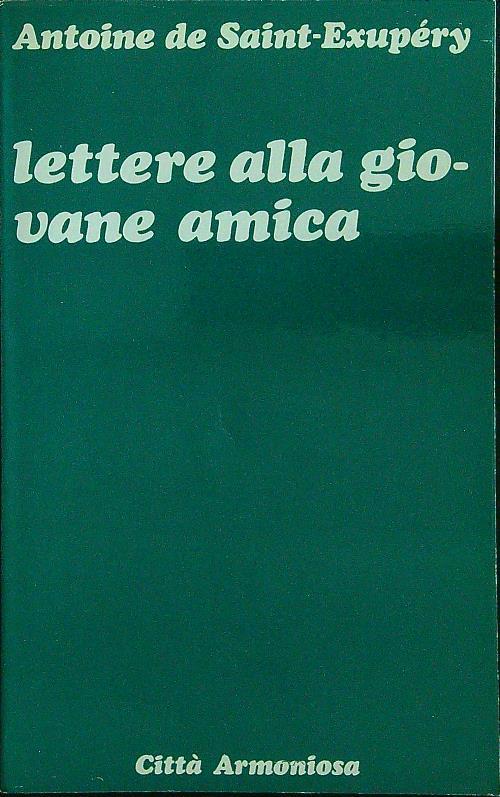 Antoine de Saint-Exupéry
lettere alla gio-
vane amica
Città Armoniosa